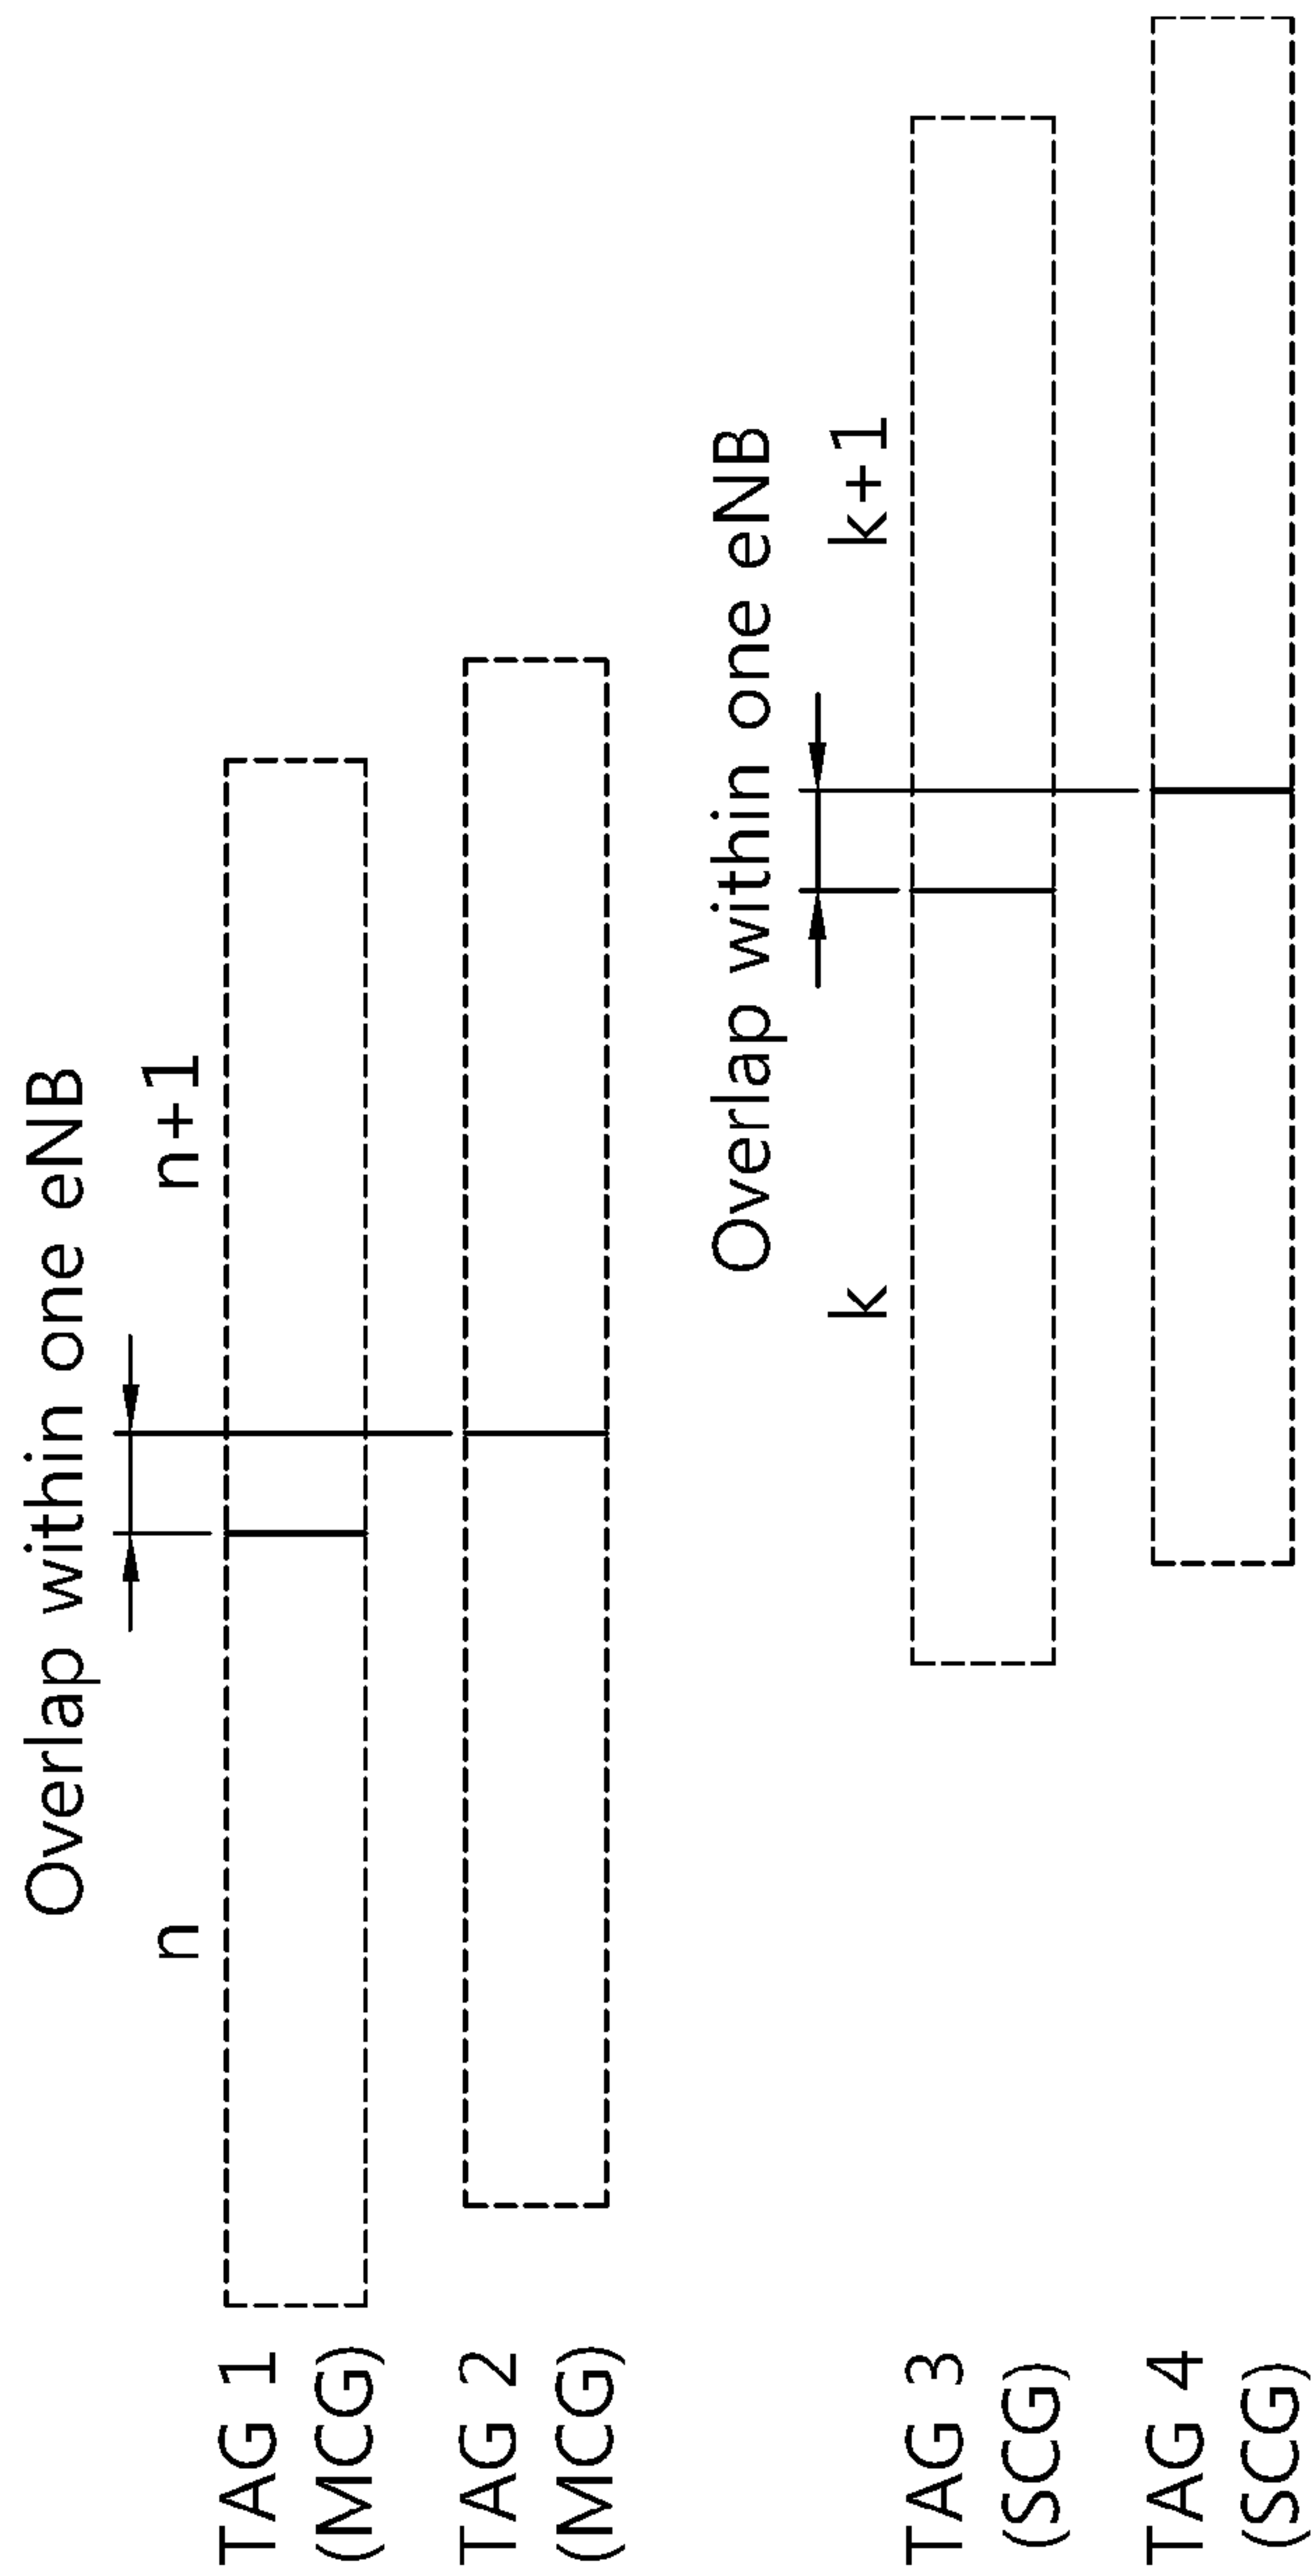 Overlap within one eNB
n
n+1
TAG 1
(MCG)
TAG 2
(MCG)
Overlap within one eNB
k
k+1
TAG 3
(SCG)
TAG 4
(SCG)